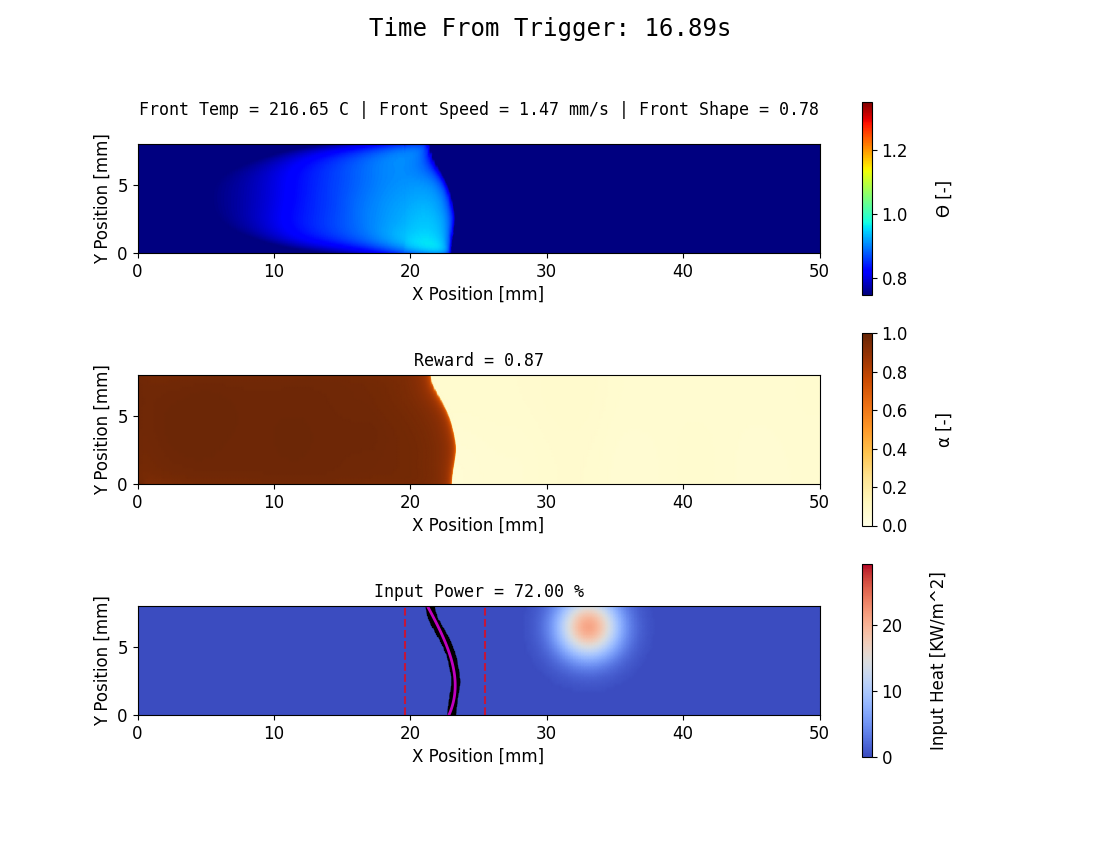 Time From Trigger: 16.89s
Front Temp = 216.65 C | Front Speed = 1.47 mm/s | Front Shape = 0.78
Y Position [mm]
5
0
0 10 20 30 40 50
X Position [mm]
1.2
1.0
0.8
Θ [-]
Reward = 0.87
Y Position [mm]
5
0
0 10 20 30 40 50
X Position [mm]
1.0
0.8
0.6
0.4
0.2
0.0
α [-]
Input Power = 72.00 %
Y Position [mm]
5
0
0 10 20 30 40 50
X Position [mm]
20
10
0
Input Heat [KW/m^2]